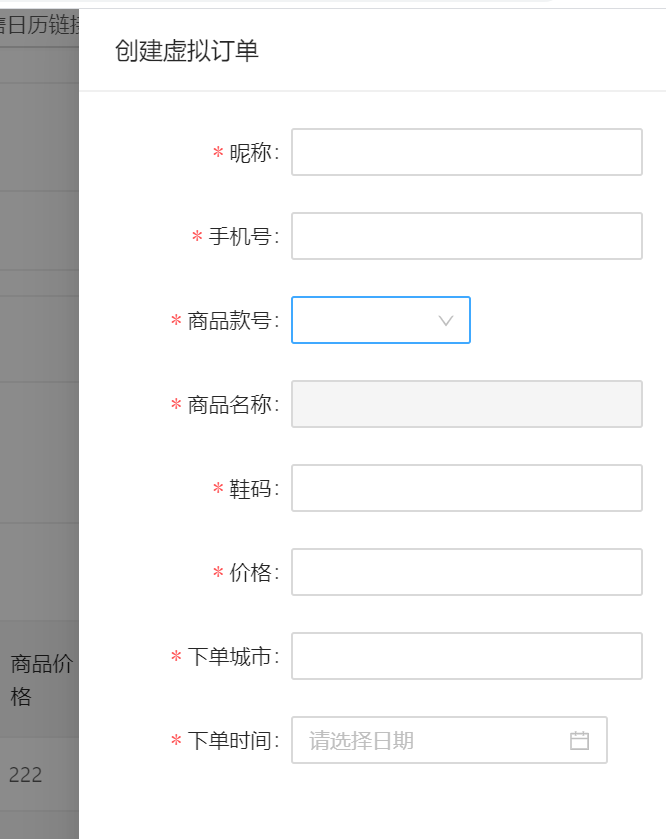 日历链接
创建虚拟订单
* 昵称:
* 手机号:
* 商品款号:
* 商品名称:
* 鞋码:
* 价格:
* 下单城市:
商品价
格
* 下单时间: 请选择日期
222